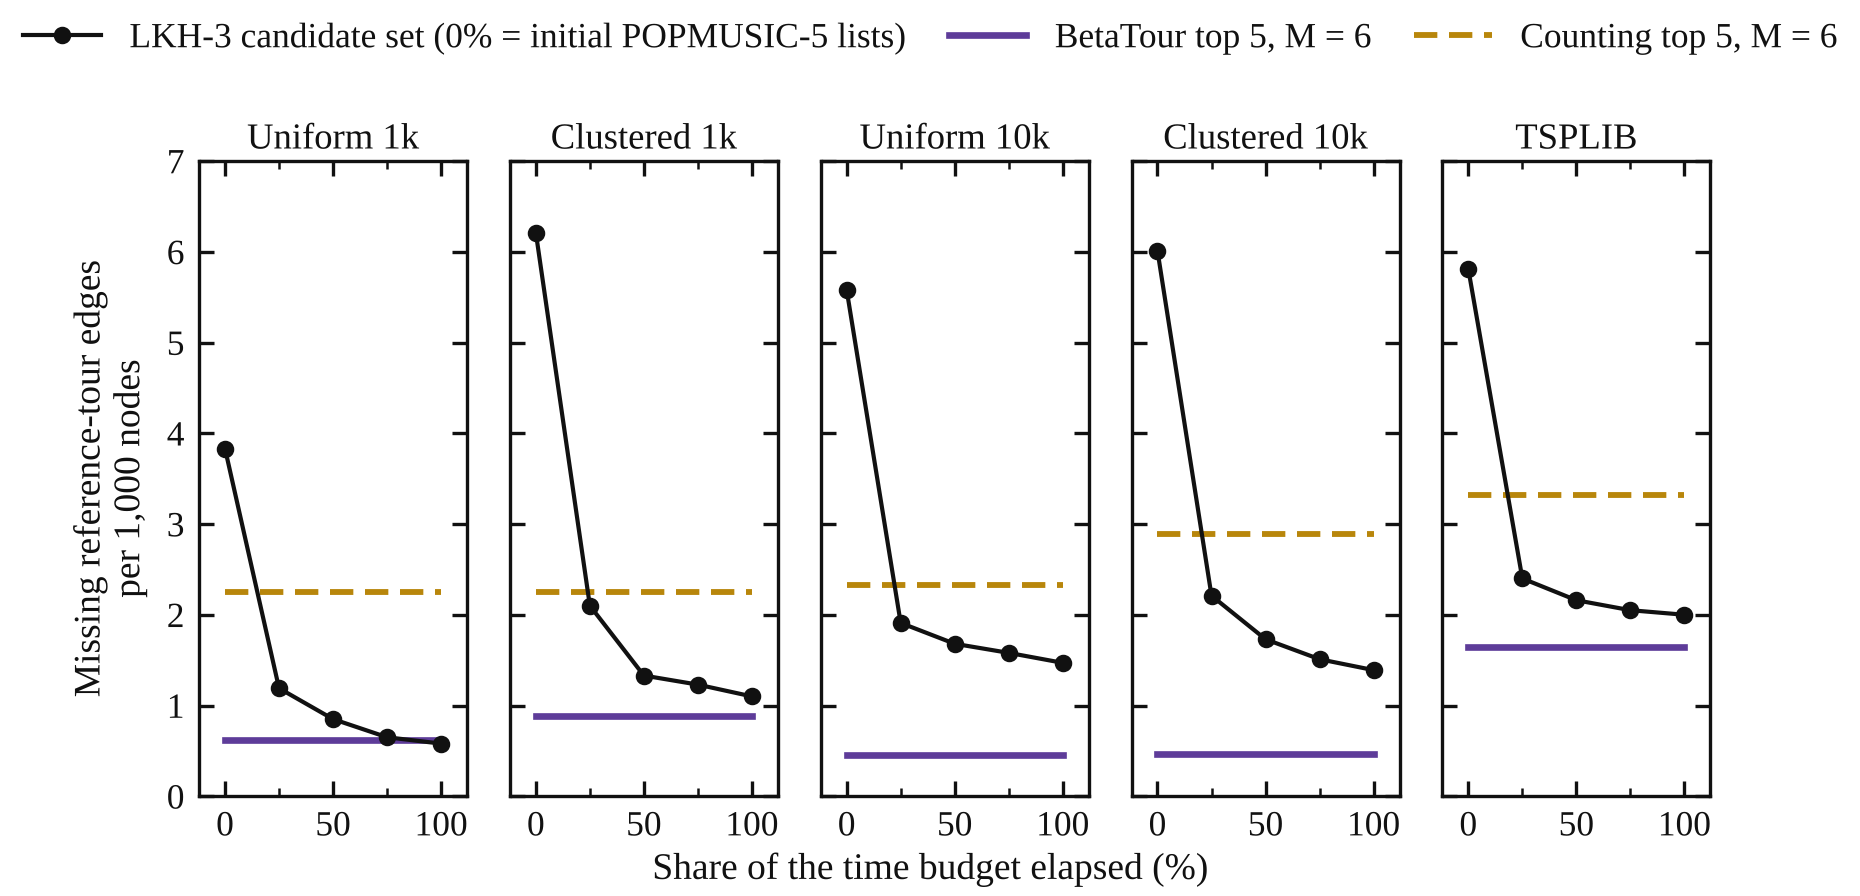 LKH-3 candidate set (0% = initial POPMUSIC-5 lists) BetaTour top 5, M = 6 Counting top 5, M = 6
Uniform 1k Clustered 1k Uniform 10k Clustered 10k TSPLIB
Missing reference-tour edges
per 1,000 nodes
7
6
5
4
3
2
1
0
0 50 100 0 50 100 0 50 100 0 50 100 0 50 100
Share of the time budget elapsed (%)